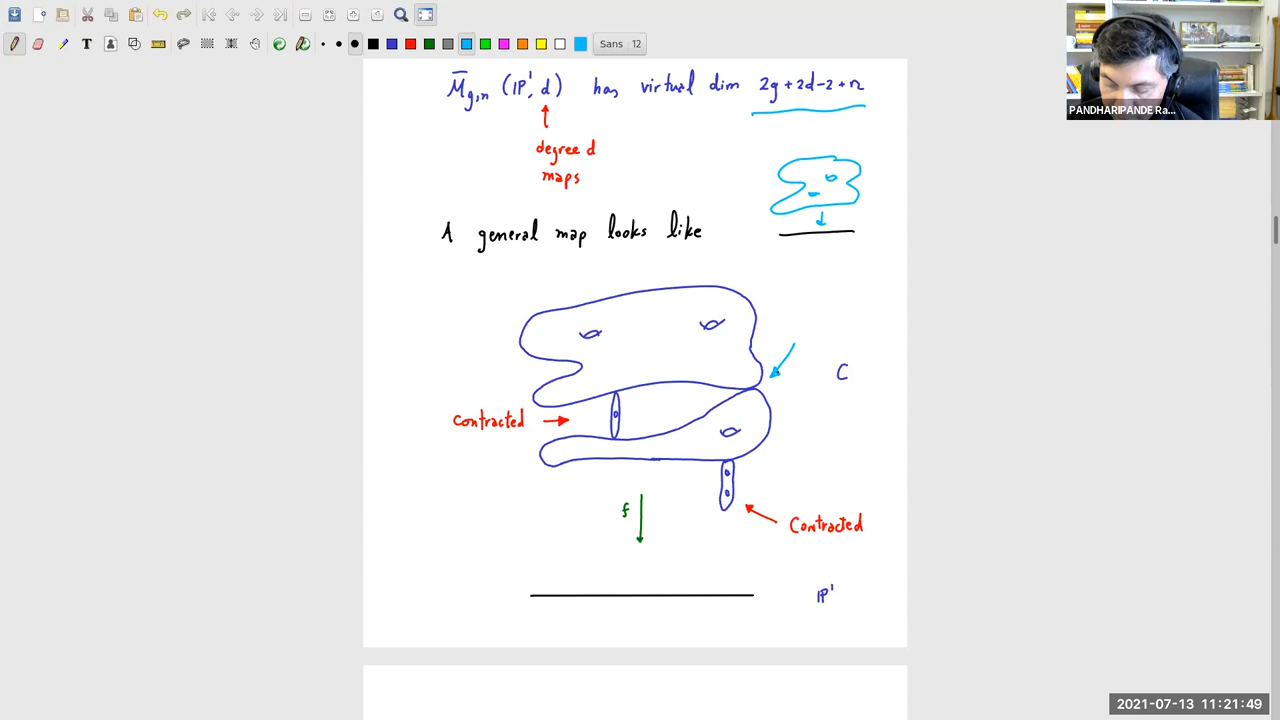 Sans 12
PANDHARIPANDE Ra...
M̄g,n (ℙ¹, d) has virtual dim 2g+2d-2+n
degree d
maps
A general map looks like
C
contracted
f
Contracted
ℙ¹
2021-07-13 11:21:49